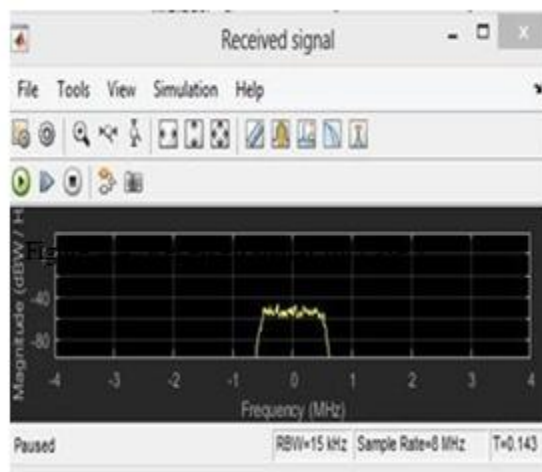 Received signal
File Tools View Simulation Help
Magnitude (dBW / H
-40
-80
-4 -3 -2 -1 0 1 2 3 4
Frequency (MHz)
Paused RBW=15 kHz Sample Rate=8 MHz T=0.143